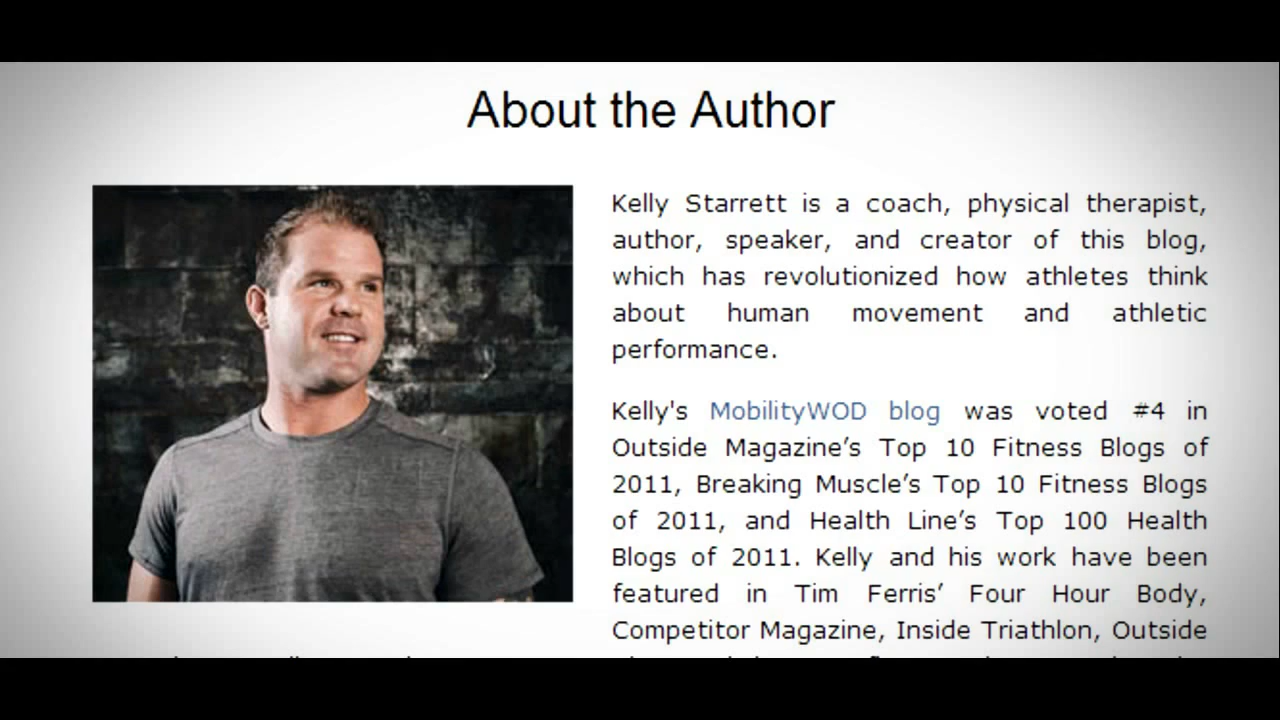 About the Author
Kelly Starrett is a coach, physical therapist,
author, speaker, and creator of this blog,
which has revolutionized how athletes think
about human movement and athletic
performance.
Kelly's MobilityWOD blog was voted #4 in
Outside Magazine’s Top 10 Fitness Blogs of
2011, Breaking Muscle’s Top 10 Fitness Blogs
of 2011, and Health Line’s Top 100 Health
Blogs of 2011. Kelly and his work have been
featured in Tim Ferris’ Four Hour Body,
Competitor Magazine, Inside Triathlon, Outside